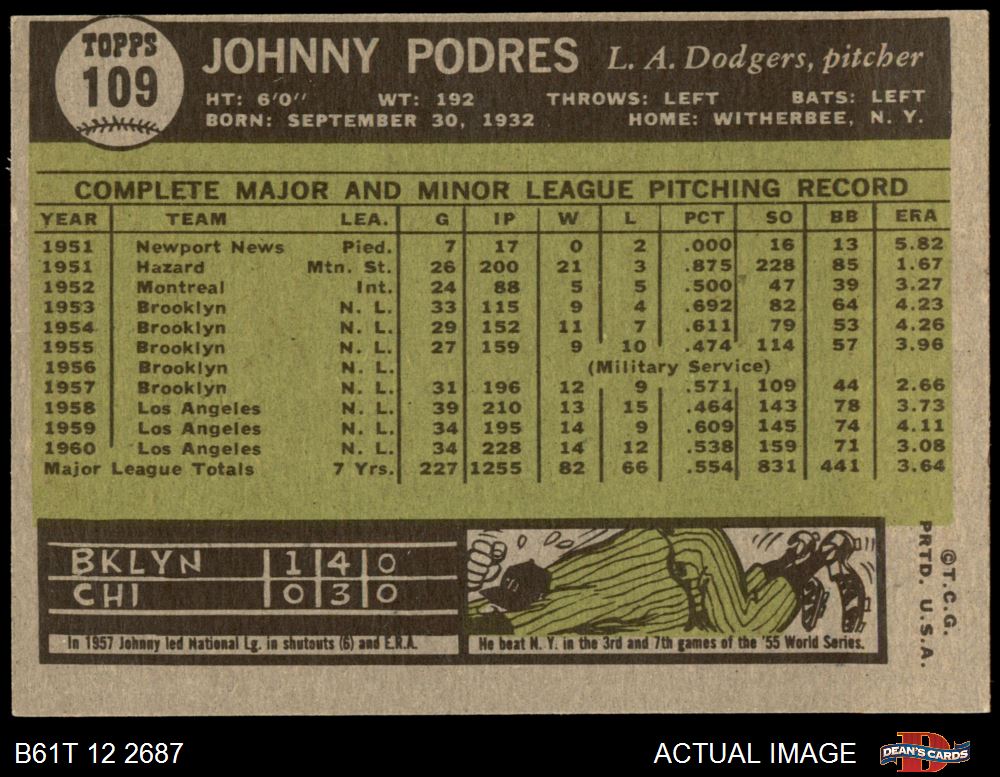 TOPPS
109
JOHNNY PODRES L. A. Dodgers, pitcher
HT: 6'0" WT: 192 THROWS: LEFT BATS: LEFT
BORN: SEPTEMBER 30, 1932 HOME: WITHERBEE, N. Y.
COMPLETE MAJOR AND MINOR LEAGUE PITCHING RECORD
YEAR TEAM LEA. G IP W L PCT SO BB ERA
1951 Newport News Pied. 7 17 0 2 .000 16 13 5.82
1951 Hazard Mtn. St. 26 200 21 3 .875 228 85 1.67
1952 Montreal Int. 24 88 5 5 .500 47 39 3.27
1953 Brooklyn N. L. 33 115 9 4 .692 82 64 4.23
1954 Brooklyn N. L. 29 152 11 7 .611 79 53 4.26
1955 Brooklyn N. L. 27 159 9 10 .474 114 57 3.96
1956 Brooklyn N. L. (Military Service)
1957 Brooklyn N. L. 31 196 12 9 .571 109 44 2.66
1958 Los Angeles N. L. 39 210 13 15 .464 143 78 3.73
1959 Los Angeles N. L. 34 195 14 9 .609 145 74 4.11
1960 Los Angeles N. L. 34 228 14 12 .538 159 71 3.08
Major League Totals 7 Yrs. 227 1255 82 66 .554 831 441 3.64
BKLYN 1 4 0
CHI 0 3 0
In 1957 Johnny led National Lg. in shutouts (6) and E.R.A.
He beat N. Y. in the 3rd and 7th games of the '55 World Series.
©T.C.G.
PRTD. U.S.A.
B61T 12 2687
ACTUAL IMAGE
DEAN'S CARDS